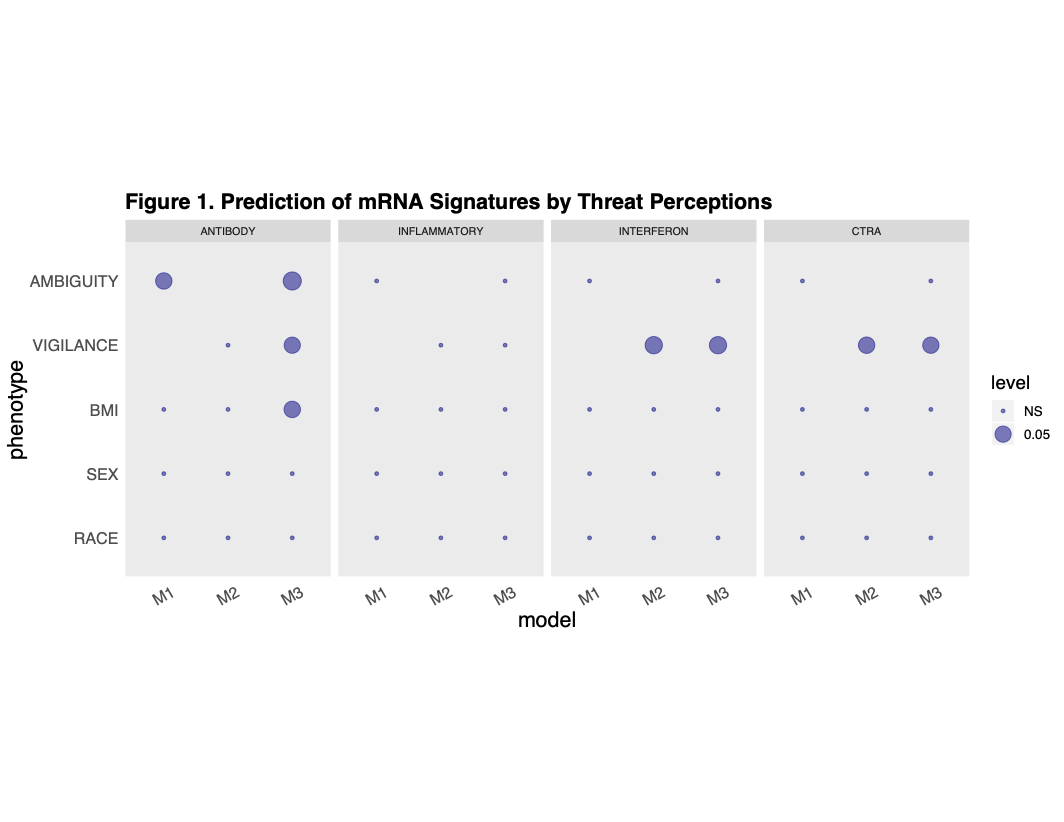 Figure 1. Prediction of mRNA Signatures by Threat Perceptions
ANTIBODY INFLAMMATORY INTERFERON CTRA
AMBIGUITY
VIGILANCE
BMI
SEX
RACE
phenotype
M1 M2 M3 M1 M2 M3 M1 M2 M3 M1 M2 M3
model
level
NS
0.05